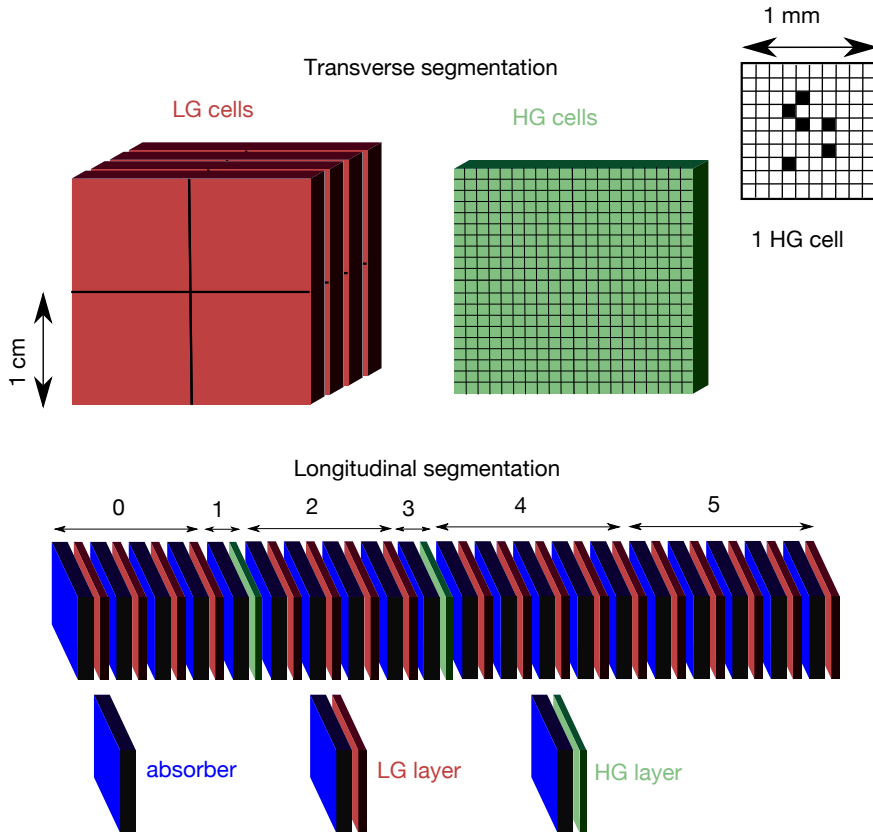 1 mm
Transverse segmentation
LG cells
HG cells
1 HG cell
1 cm
Longitudinal segmentation
0 1 2 3 4 5
absorber
LG layer
HG layer